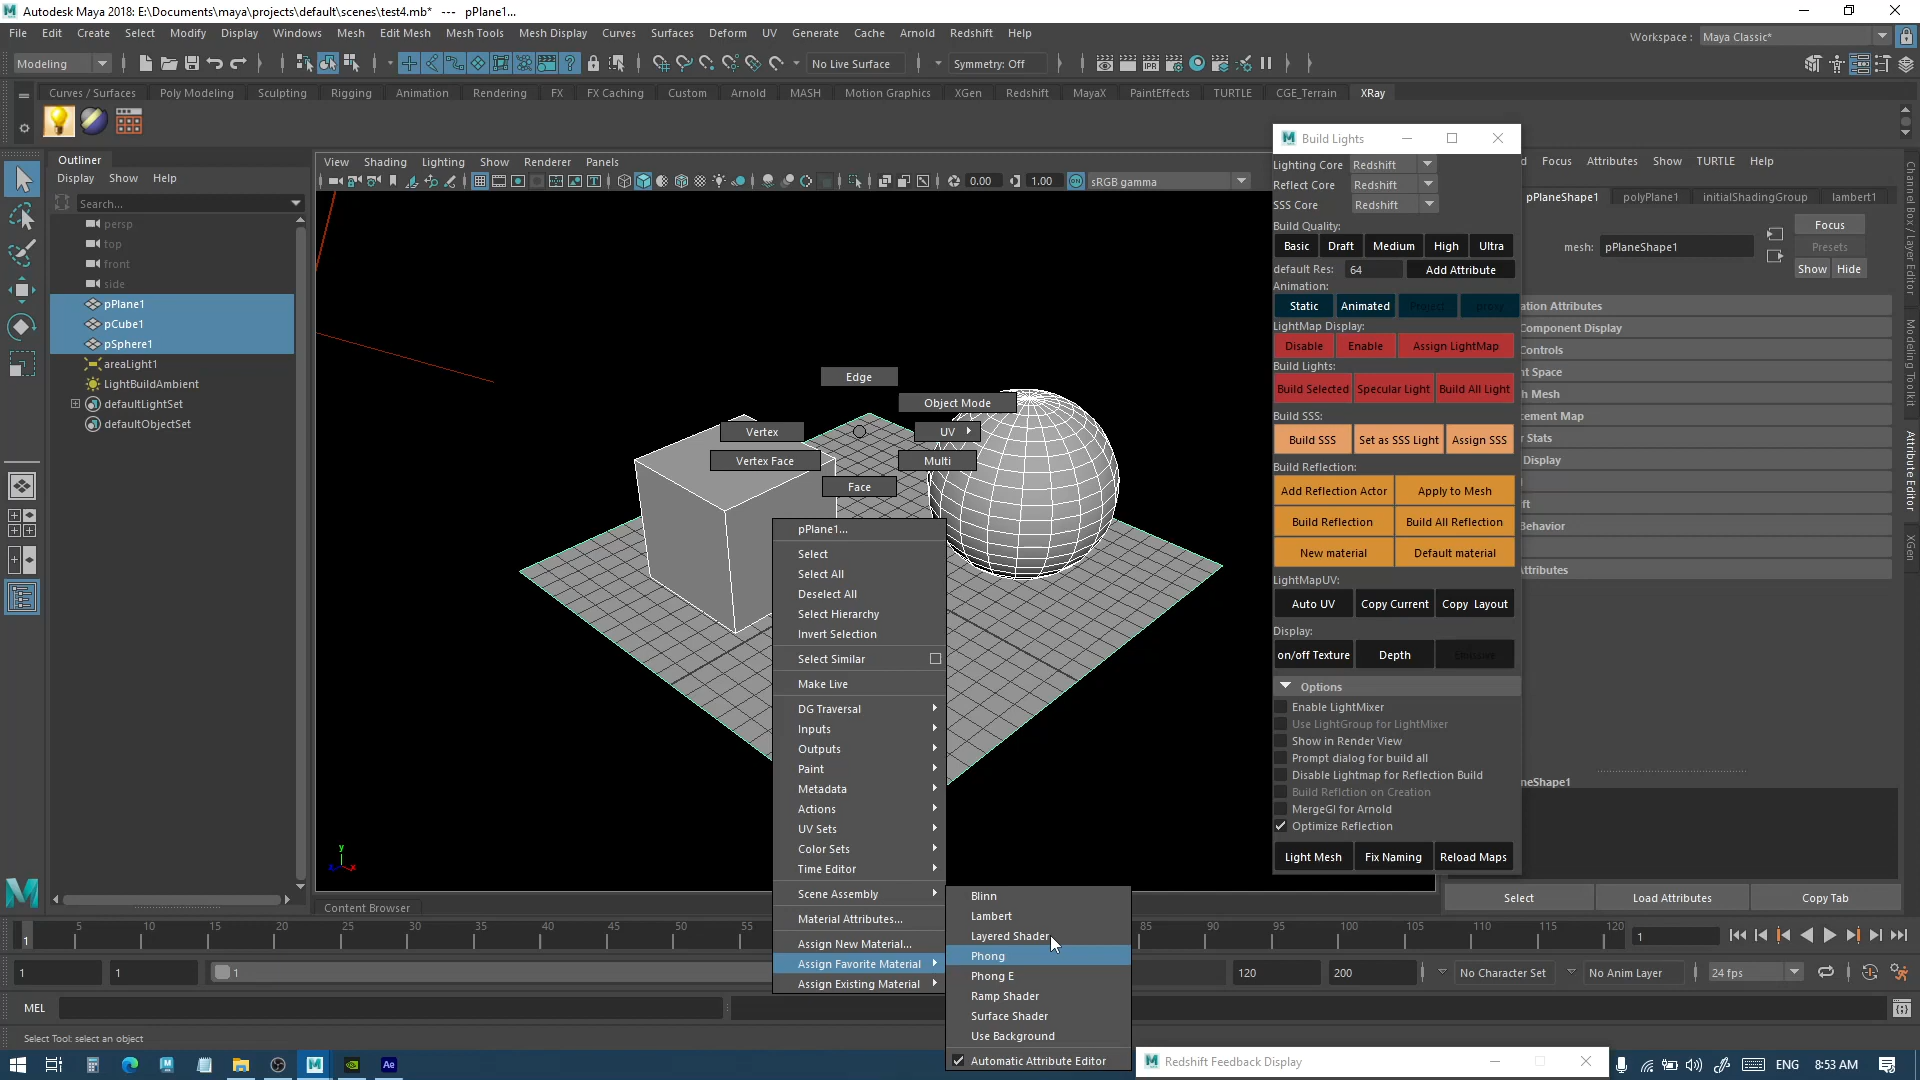 Autodesk Maya 2018: E:\Documents\maya\projects\default\scenes\test4.mb* --- pPlane1...
File Edit Create Select Modify Display Windows Mesh Edit Mesh Mesh Tools Mesh Display Curves Surfaces Deform UV Generate Cache Arnold Redshift Help
Workspace : Maya Classic*
Modeling No Live Surface Symmetry: Off
Curves / Surfaces Poly Modeling Sculpting Rigging Animation Rendering FX FX Caching Custom Arnold MASH Motion Graphics XGen Redshift MayaX PaintEffects TURTLE CGE_Terrain XRay
Outliner
Display Show Help
Search...
persp
top
front
side
pPlane1
pCube1
pSphere1
areaLight1
LightBuildAmbient
defaultLightSet
defaultObjectSet
View Shading Lighting Show Renderer Panels
0.00 1.00 ON sRGB gamma
Edge
Object Mode
Vertex
UV
Vertex Face
Multi
Face
pPlane1...
Select
Select All
Deselect All
Select Hierarchy
Invert Selection
Select Similar
Make Live
DG Traversal
Inputs
Outputs
Paint
Metadata
Actions
UV Sets
Color Sets
Time Editor
Scene Assembly
Material Attributes...
Assign New Material...
Assign Favorite Material
Assign Existing Material
Blinn
Lambert
Layered Shader
Phong
Phong E
Ramp Shader
Surface Shader
Use Background
Automatic Attribute Editor
y
x
Content Browser
Build Lights
Lighting Core Redshift
Reflect Core Redshift
SSS Core Redshift
Build Quality:
Basic Draft Medium High Ultra
default Res: 64 Add Attribute
Animation:
Static Animated
LightMap Display:
Disable Enable Assign LightMap
Build Lights:
Build Selected Specular Light Build All Light
Build SSS:
Build SSS Set as SSS Light Assign SSS
Build Reflection:
Add Reflection Actor Apply to Mesh
Build Reflection Build All Reflection
New material Default material
LightMapUV:
Auto UV Copy Current Copy Layout
Display:
on/off Texture Depth
Options
Enable LightMixer
Use LightGroup for LightMixer
Show in Render View
Prompt dialog for build all
Disable Lightmap for Reflection Build
Build Reflction on Creation
MergeGI for Arnold
Optimize Reflection
Light Mesh Fix Naming Reload Maps
d Focus Attributes Show TURTLE Help
pPlaneShape1 polyPlane1 initialShadingGroup lambert1
mesh: pPlaneShape1
Focus
Presets
Show Hide
ation Attributes
Component Display
Controls
nt Space
h Mesh
cement Map
r Stats
Display
ft
Behavior
ttributes
neShape1
Select Load Attributes Copy Tab
Channel Box / Layer Editor
Modeling Toolkit
Attribute Editor
XGen
1 5 10 15 20 25 30 35 40 45 50 55 85 90 95 100 105 110 115 120 1
1 1 1 120 200 No Character Set No Anim Layer 24 fps
MEL
Select Tool: select an object
Redshift Feedback Display
Ae
ENG 8:53 AM